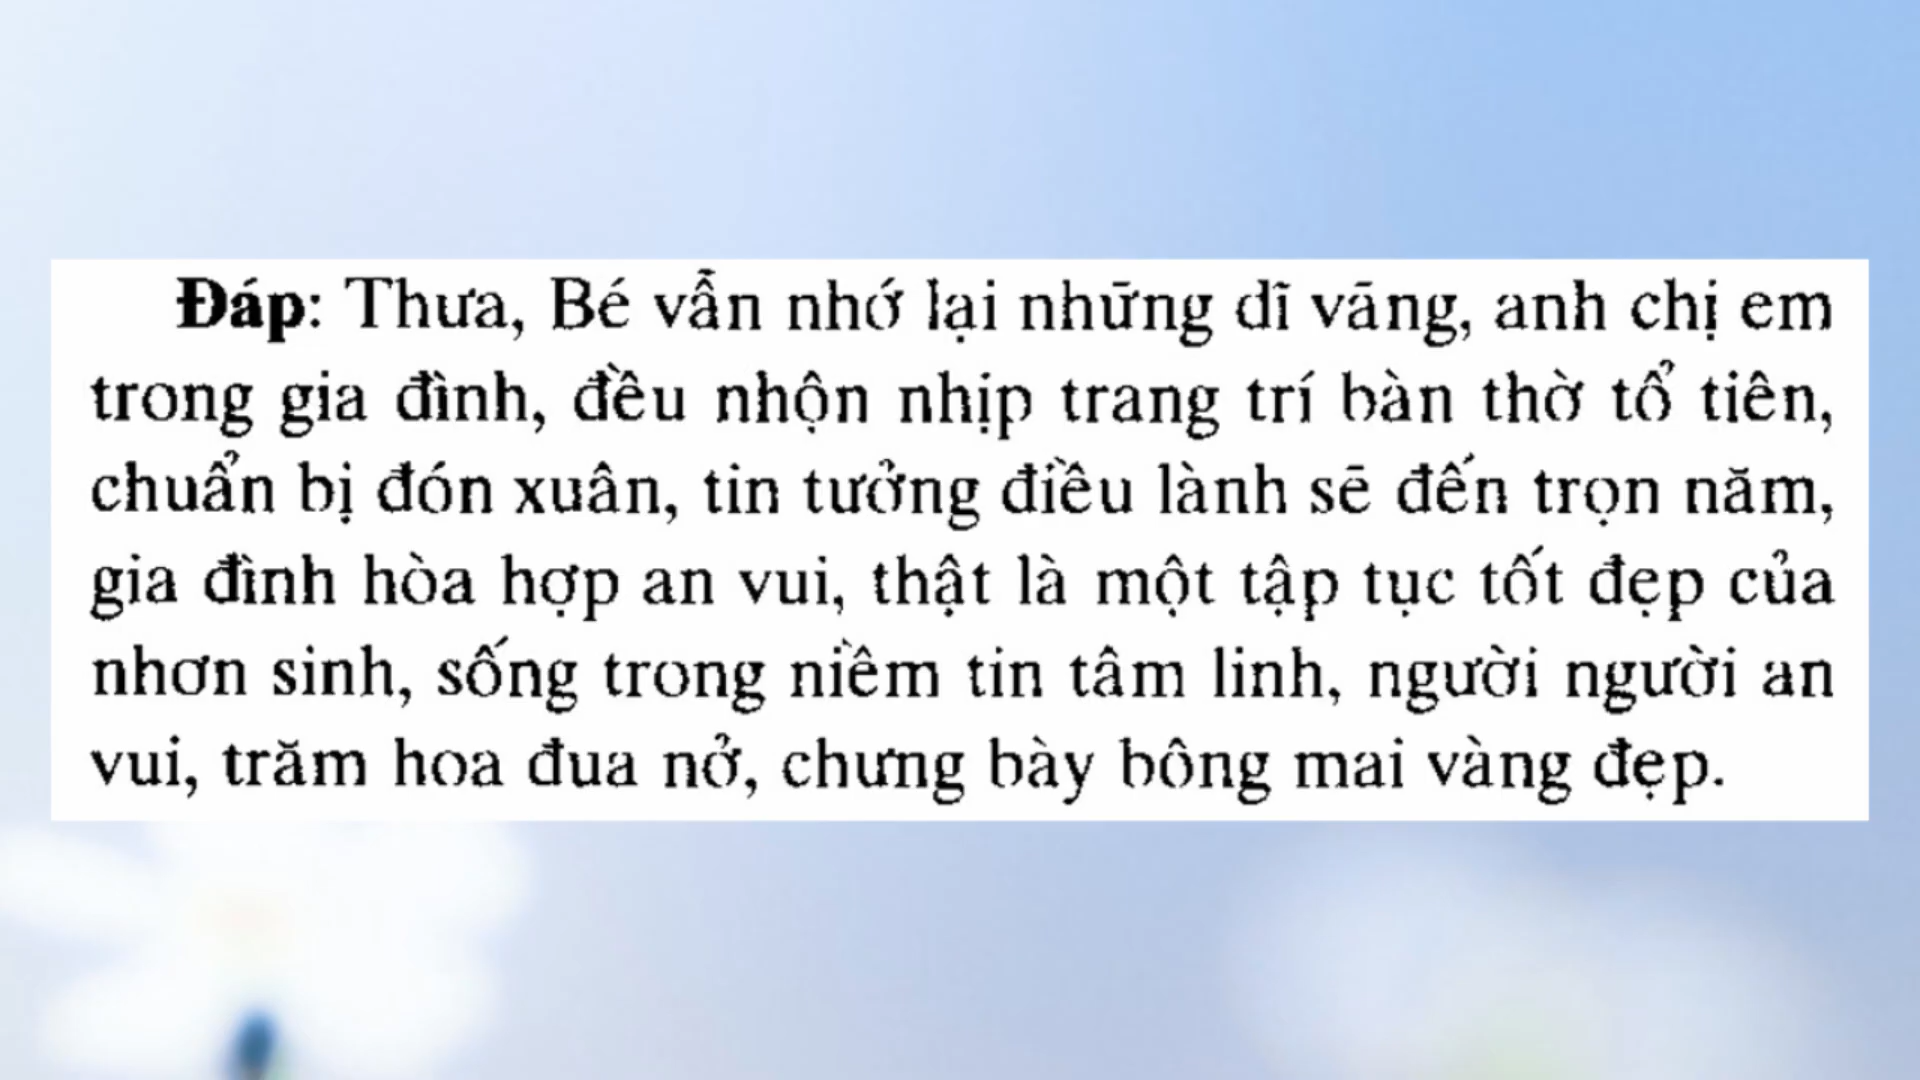 Đáp: Thưa, Bé vẫn nhớ lại những dĩ vãng, anh chị em
trong gia đình, đều nhộn nhịp trang trí bàn thờ tổ tiên,
chuẩn bị đón xuân, tin tưởng điều lành sẽ đến trọn năm,
gia đình hòa hợp an vui, thật là một tập tục tốt đẹp của
nhơn sinh, sống trong niềm tin tâm linh, người người an
vui, trăm hoa đua nở, chưng bày bông mai vàng đẹp.